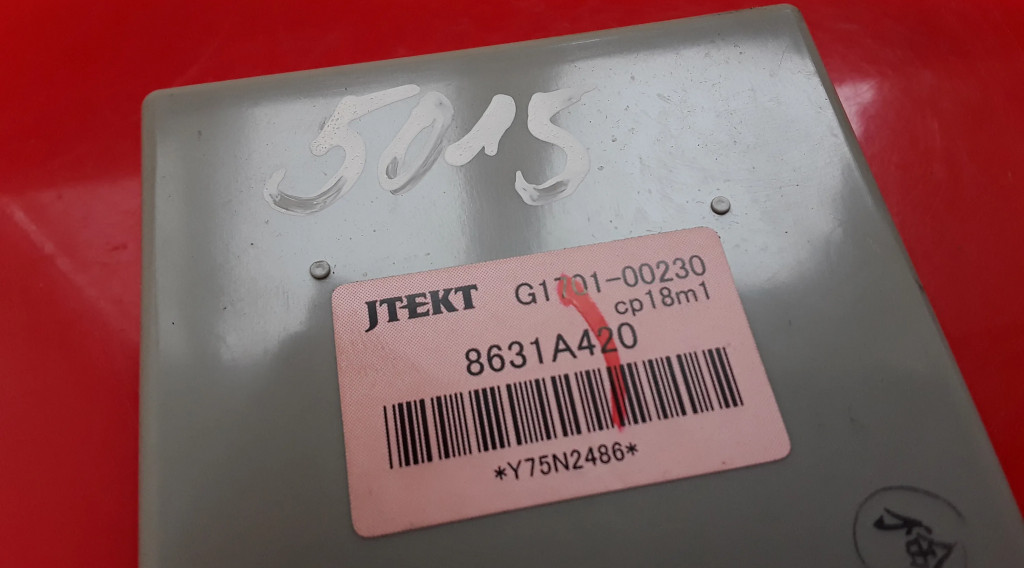 5015
JTEKT G1701-00230
cp18m1
8631A420
*Y75N2486*